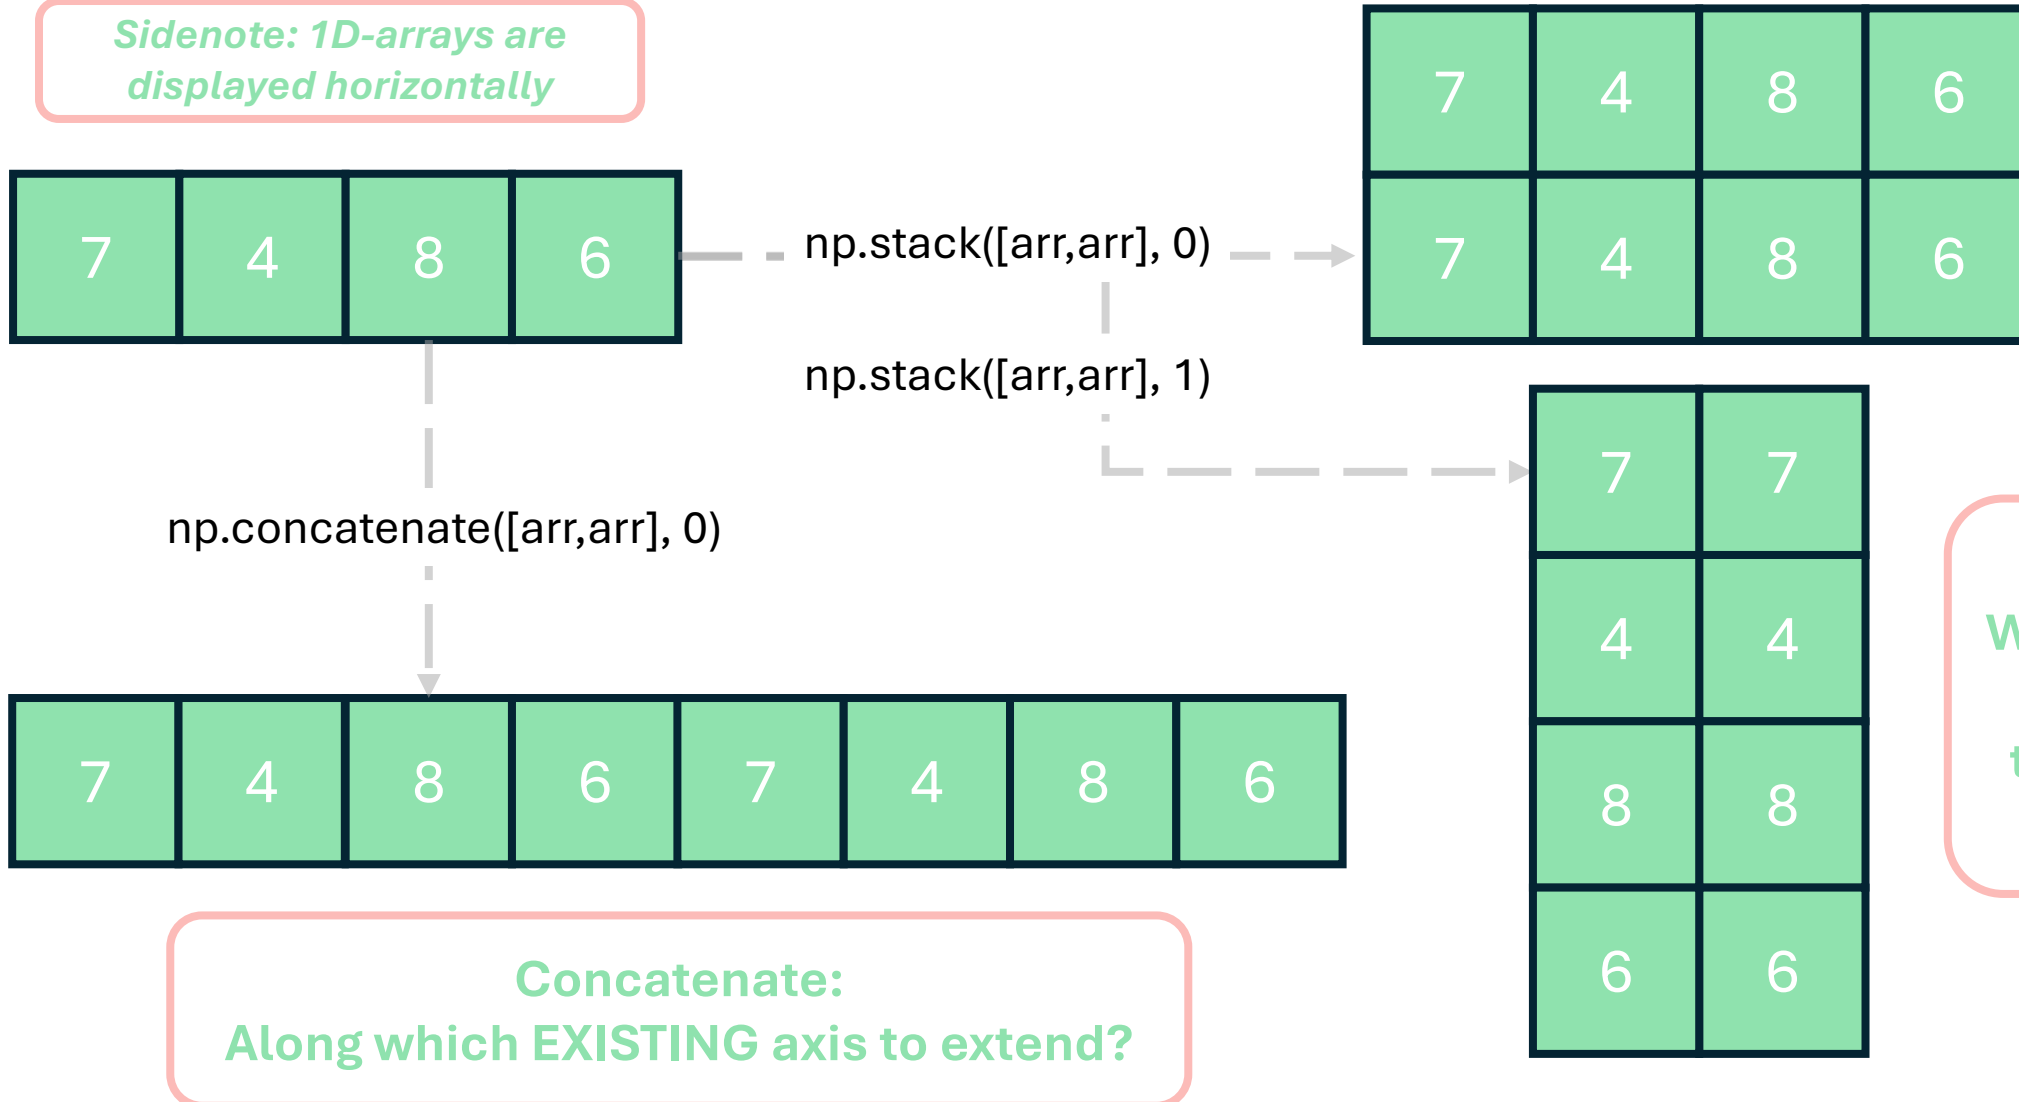 Sidenote: 1D-arrays are
displayed horizontally
7 4 8 6
np.stack([arr,arr], 0)
7 4 8 6
7 4 8 6
np.stack([arr,arr], 1)
7 7
4 4
8 8
6 6
np.concatenate([arr,arr], 0)
7 4 8 6 7 4 8 6
Concatenate:
Along which EXISTING axis to extend?